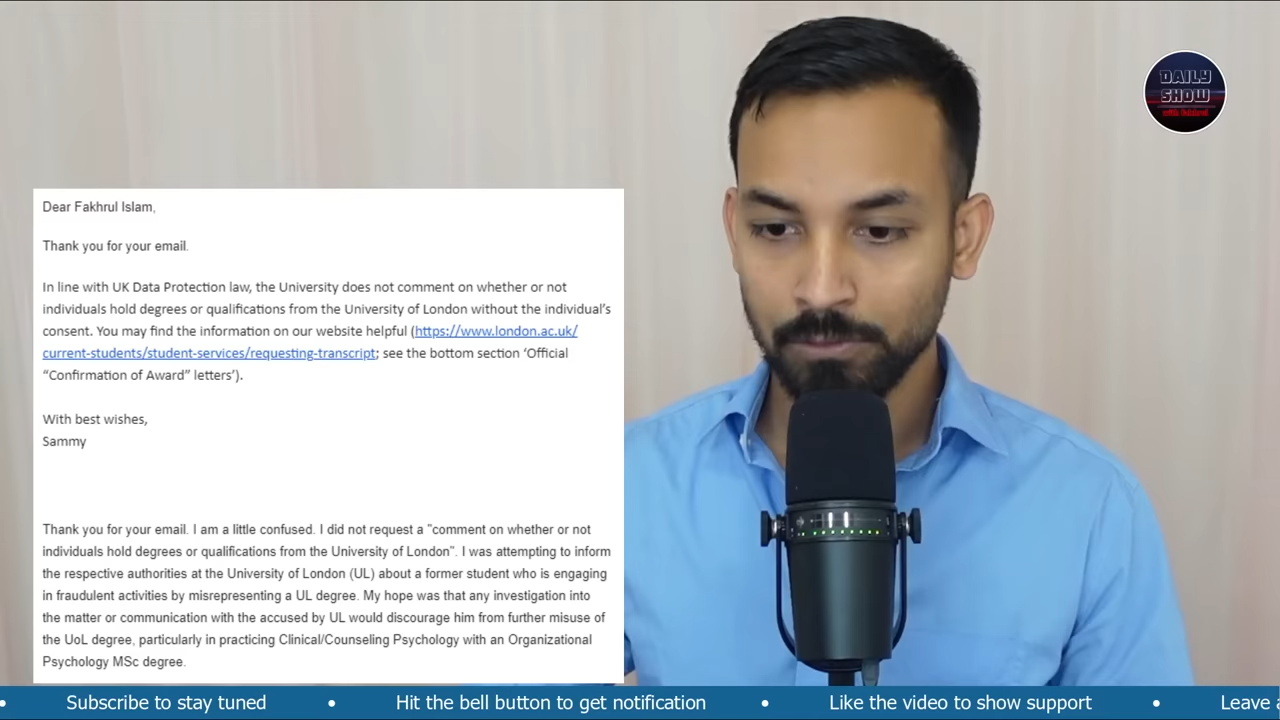 DAILY
SHOW
with Fakhrul
Dear Fakhrul Islam,
Thank you for your email.
In line with UK Data Protection law, the University does not comment on whether or not
individuals hold degrees or qualifications from the University of London without the individual’s
consent. You may find the information on our website helpful (https://www.london.ac.uk/
current-students/student-services/requesting-transcript; see the bottom section ‘Official
“Confirmation of Award” letters’).
With best wishes,
Sammy
Thank you for your email. I am a little confused. I did not request a "comment on whether or not
individuals hold degrees or qualifications from the University of London". I was attempting to inform
the respective authorities at the University of London (UL) about a former student who is engaging
in fraudulent activities by misrepresenting a UL degree. My hope was that any investigation into
the matter or communication with the accused by UL would discourage him from further misuse of
the UoL degree, particularly in practicing Clinical/Counseling Psychology with an Organizational
Psychology MSc degree.
• Subscribe to stay tuned • Hit the bell button to get notification • Like the video to show support • Leave